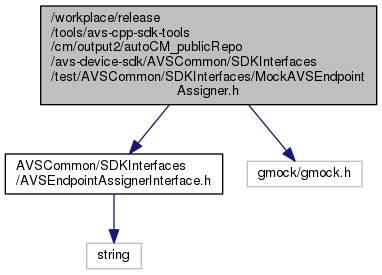 /workplace/release
/tools/avs-cpp-sdk-tools
/cm/output2/autoCM_publicRepo
/avs-device-sdk/AVSCommon/SDKInterfaces
/test/AVSCommon/SDKInterfaces/MockAVSEndpoint
Assigner.h
AVSCommon/SDKInterfaces
/AVSEndpointAssignerInterface.h
gmock/gmock.h
string